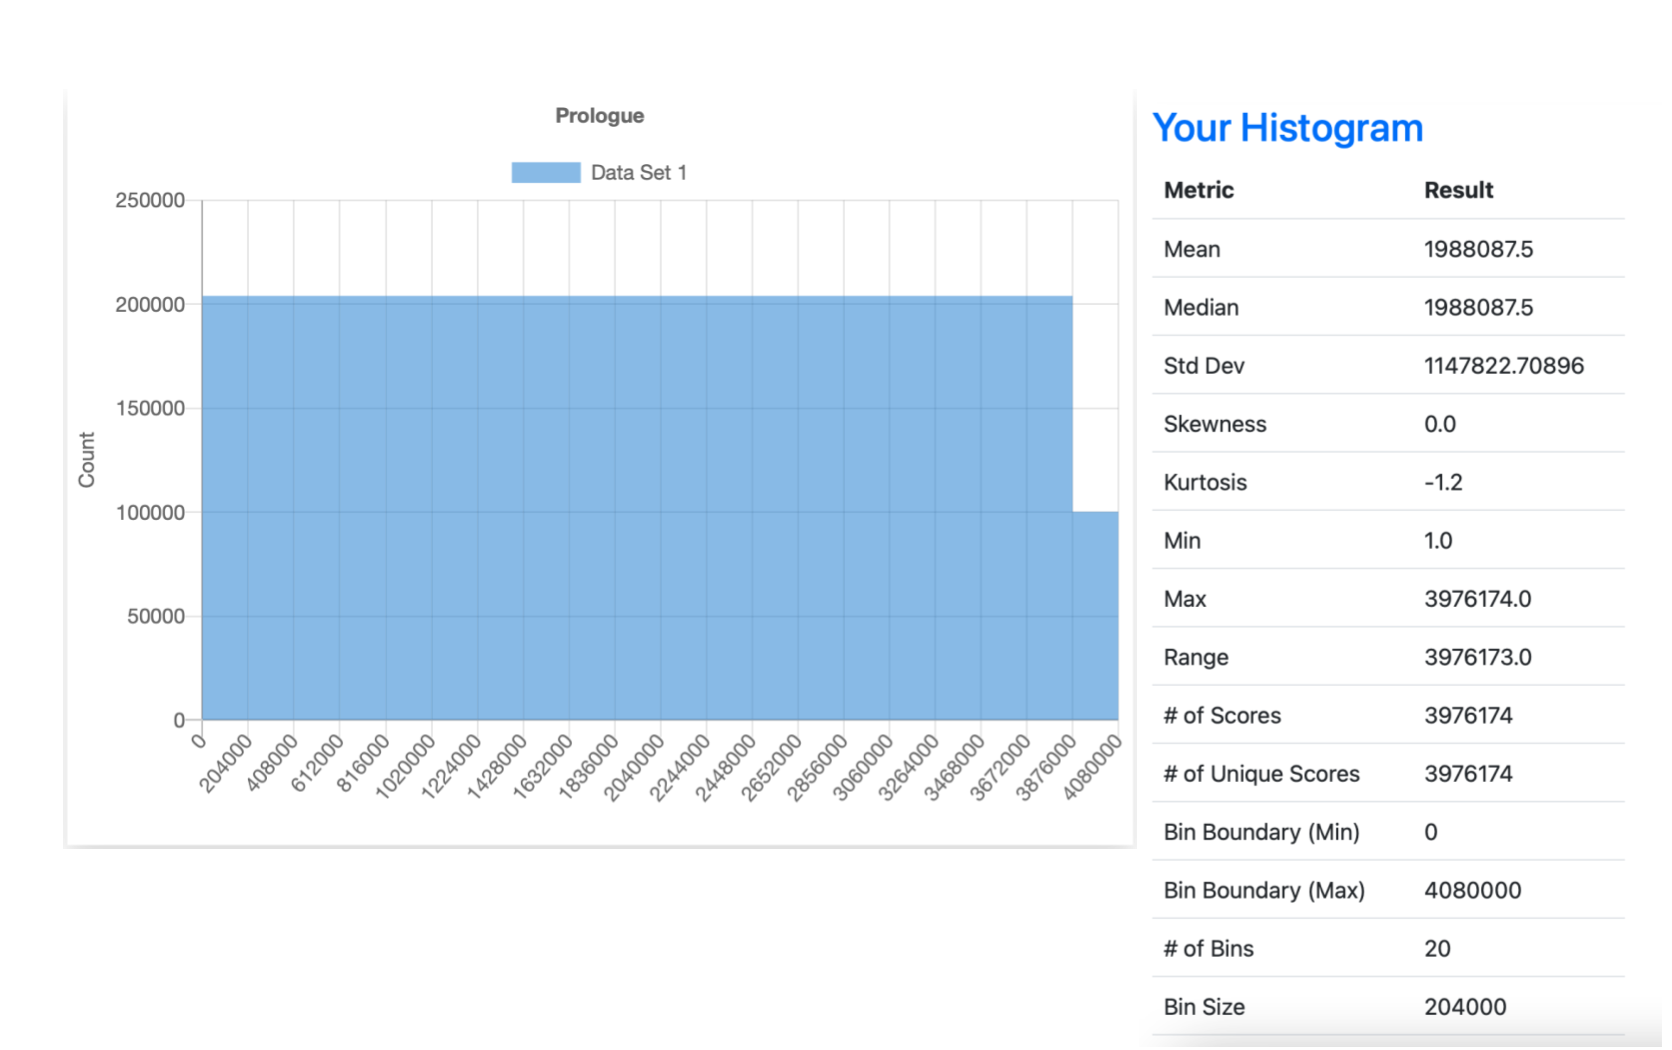 Prologue
Data Set 1
250000
200000
150000
100000
50000
0
Count
0
204000
408000
612000
816000
1020000
1224000
1428000
1632000
1836000
2040000
2244000
2448000
2652000
2856000
3060000
3264000
3468000
3672000
3876000
4080000
Your Histogram
Metric Result
Mean 1988087.5
Median 1988087.5
Std Dev 1147822.70896
Skewness 0.0
Kurtosis -1.2
Min 1.0
Max 3976174.0
Range 3976173.0
# of Scores 3976174
# of Unique Scores 3976174
Bin Boundary (Min) 0
Bin Boundary (Max) 4080000
# of Bins 20
Bin Size 204000